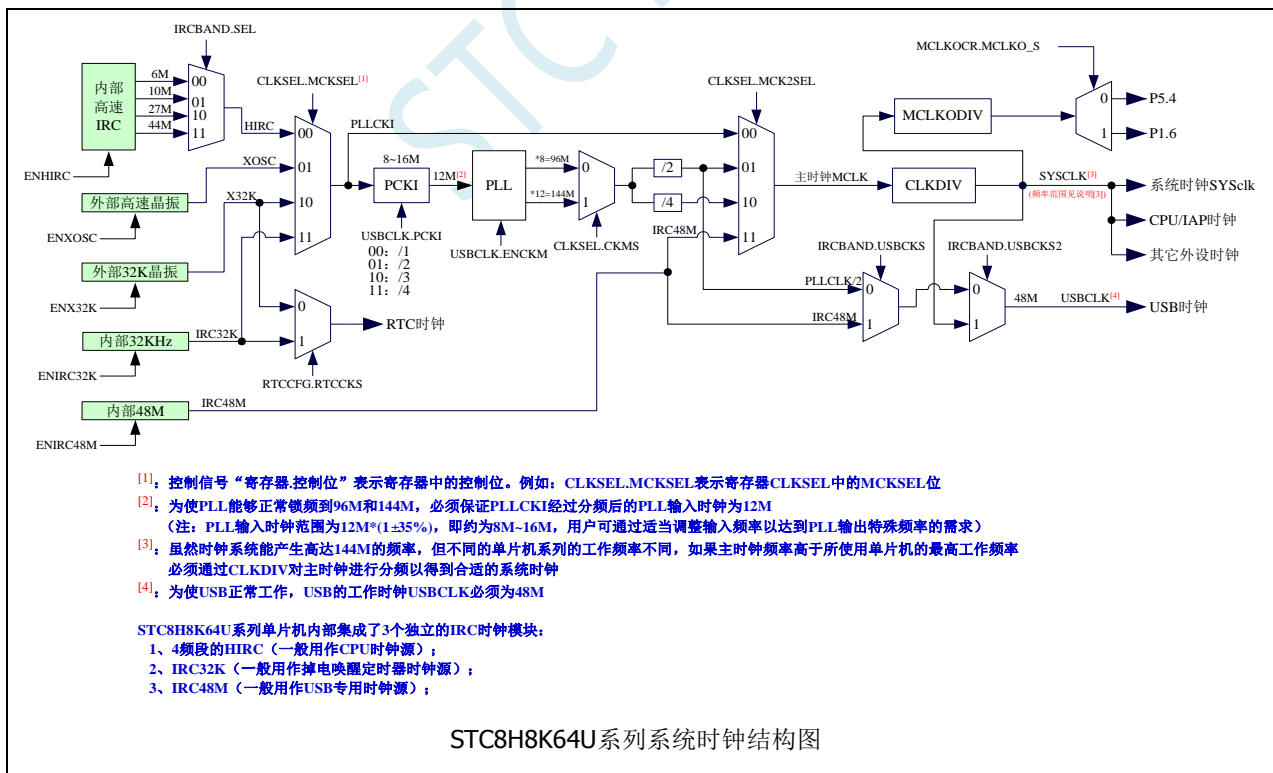 STC
IRCBAND.SEL
内部
高速
IRC
6M
10M
27M
44M
00
01
10
11
HIRC
ENHIRC
CLKSEL.MCKSEL[1]
00
01
10
11
XOSC
外部高速晶振
ENXOSC
X32K
外部32K晶振
ENX32K
内部32KHz
IRC32K
ENIRC32K
内部48M
IRC48M
ENIRC48M
0
1
RTC时钟
RTCCFG.RTCCKS
PLLCKI
8~16M
PCKI
12M[2]
USBCLK.PCKI
00: /1
01: /2
10: /3
11: /4
PLL
USBCLK.ENCKM
*8=96M
*12=144M
0
1
CLKSEL.CKMS
/2
/4
IRC48M
CLKSEL.MCK2SEL
00
01
10
11
主时钟MCLK
CLKDIV
MCLKODIV
MCLKOCR.MCLKO_S
0
1
P5.4
P1.6
SYSCLK[3]
(频率范围见说明[3])
系统时钟SYSclk
CPU/IAP时钟
其它外设时钟
IRCBAND.USBCKS
IRCBAND.USBCKS2
PLLCLK/2
IRC48M
0
1
0
1
48M
USBCLK[4]
USB时钟
[1]：控制信号“寄存器.控制位”表示寄存器中的控制位。例如：CLKSEL.MCKSEL表示寄存器CLKSEL中的MCKSEL位
[2]：为使PLL能够正常锁频到96M和144M，必须保证PLLCKI经过分频后的PLL输入时钟为12M
（注：PLL输入时钟范围为12M*(1±35%)，即约为8M~16M，用户可通过适当调整输入频率以达到PLL输出特殊频率的需求）
[3]：虽然时钟系统能产生高达144M的频率，但不同的单片机系列的工作频率不同，如果主时钟频率高于所使用单片机的最高工作频率
必须通过CLKDIV对主时钟进行分频以得到合适的系统时钟
[4]：为使USB正常工作，USB的工作时钟USBCLK必须为48M
STC8H8K64U系列单片机内部集成了3个独立的IRC时钟模块：
1、4频段的HIRC（一般用作CPU时钟源）；
2、IRC32K（一般用作掉电唤醒定时器时钟源）；
3、IRC48M（一般用作USB专用时钟源）；
STC8H8K64U系列系统时钟结构图